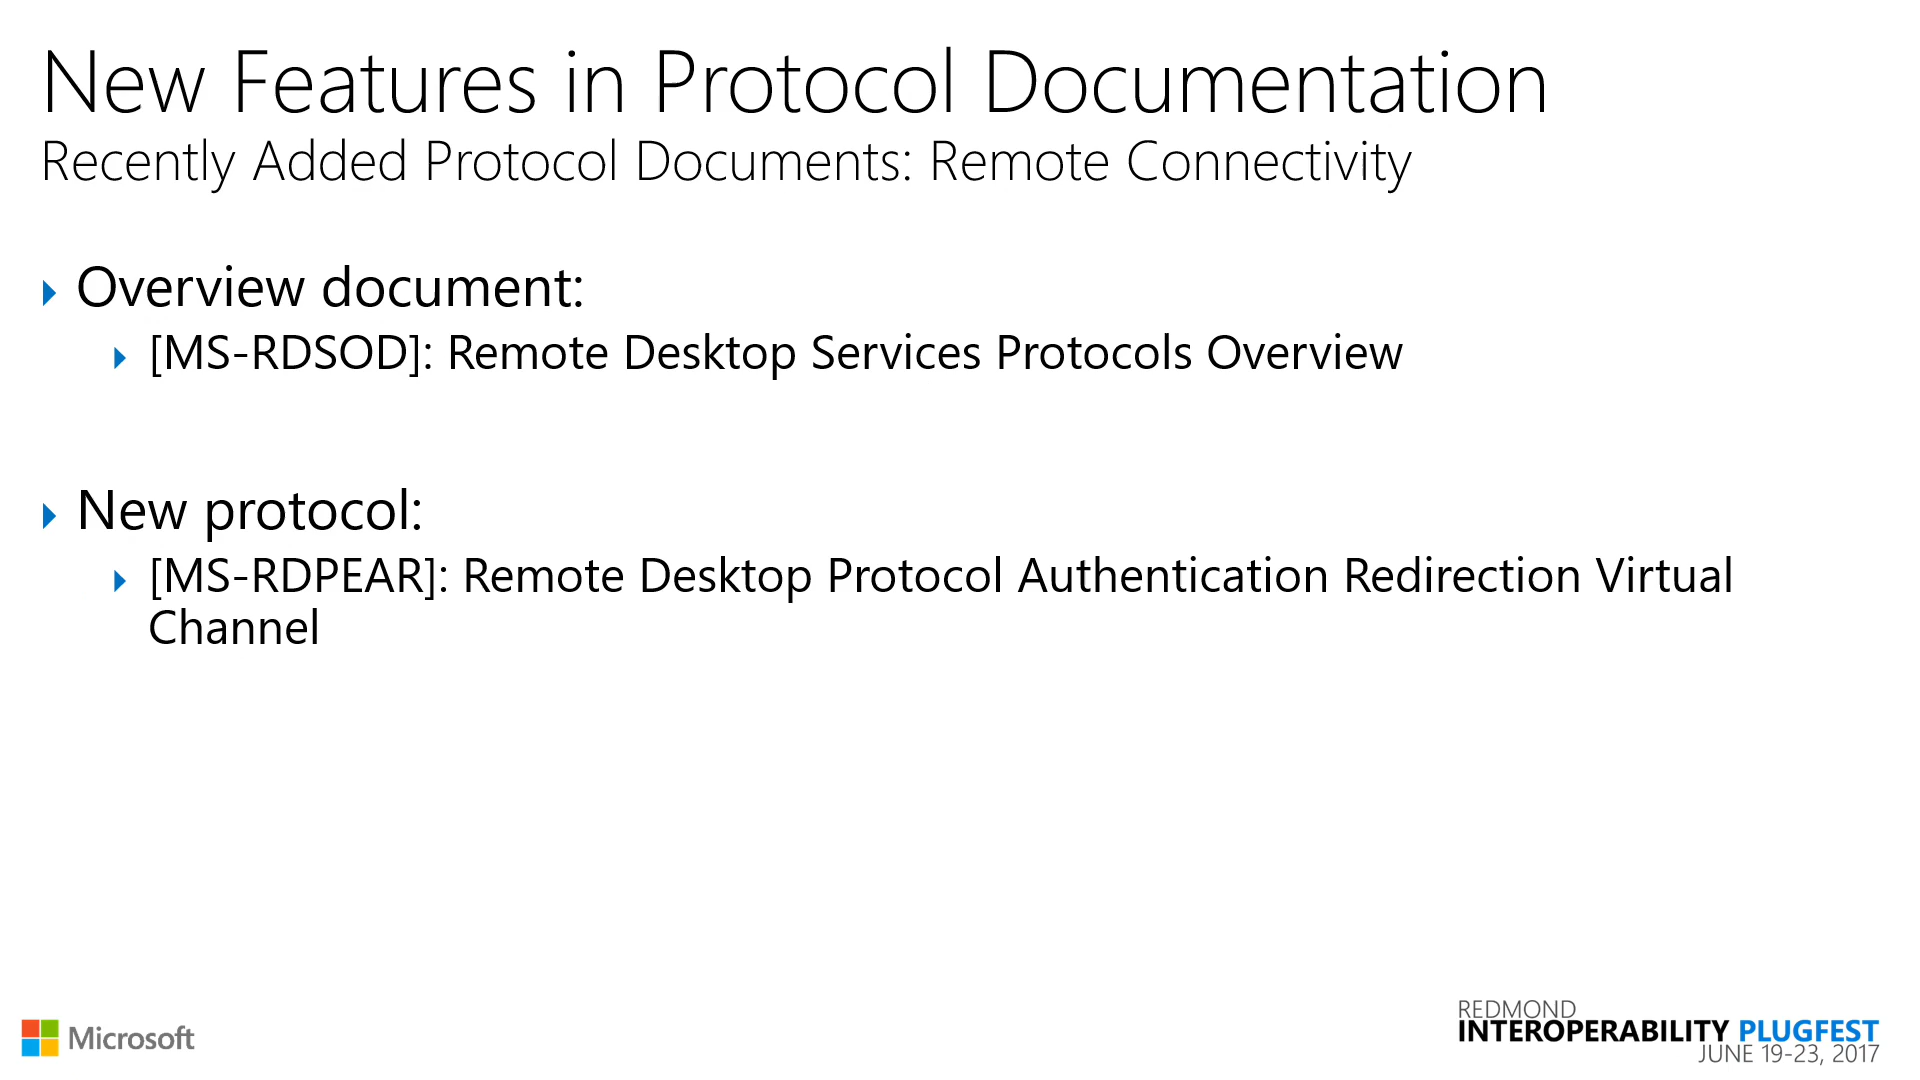 New Features in Protocol Documentation
Recently Added Protocol Documents: Remote Connectivity
Overview document:
[MS-RDSOD]: Remote Desktop Services Protocols Overview
New protocol:
[MS-RDPEAR]: Remote Desktop Protocol Authentication Redirection Virtual
Channel
Microsoft
REDMOND
INTEROPERABILITY PLUGFEST
JUNE 19-23, 2017